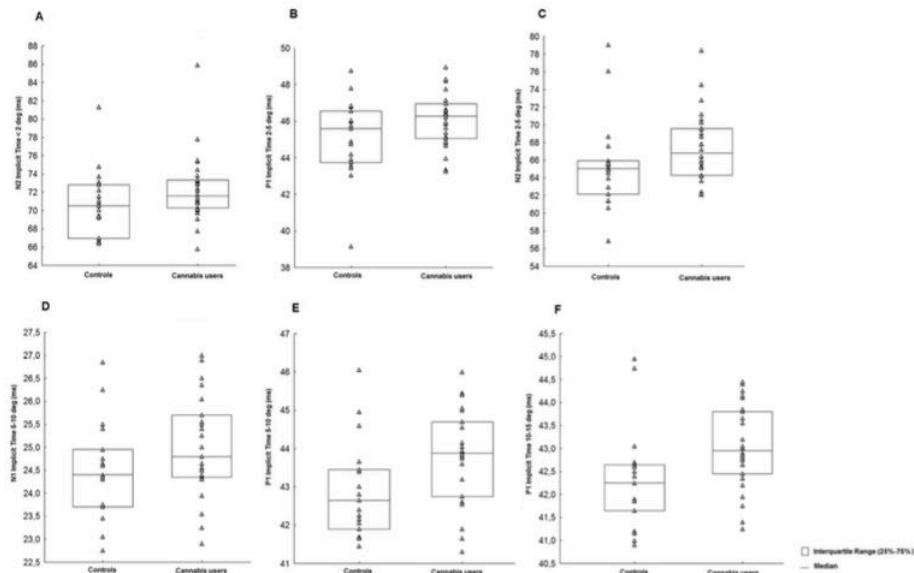 A
N2 Implicit Time < 2 deg (ms)
88
86
84
82
80
78
76
74
72
70
68
66
64
Controls
Cannabis users
B
P1 Implicit Time 2-5 deg (ms)
50
48
46
44
42
40
38
Controls
Cannabis users
C
N2 Implicit Time 2-5 deg (ms)
80
78
76
74
72
70
68
66
64
62
60
58
56
54
Controls
Cannabis users
D
N1 Implicit Time 5-10 deg (ms)
27,5
27,0
26,5
26,0
25,5
25,0
24,5
24,0
23,5
23,0
22,5
Controls
Cannabis users
E
P1 Implicit Time 5-10 deg (ms)
47
46
45
44
43
42
41
Controls
Cannabis users
F
P1 Implicit Time 10-15 deg (ms)
45,5
45,0
44,5
44,0
43,5
43,0
42,5
42,0
41,5
41,0
40,5
Controls
Cannabis users
Interquartile Range (25%-75%)
Median